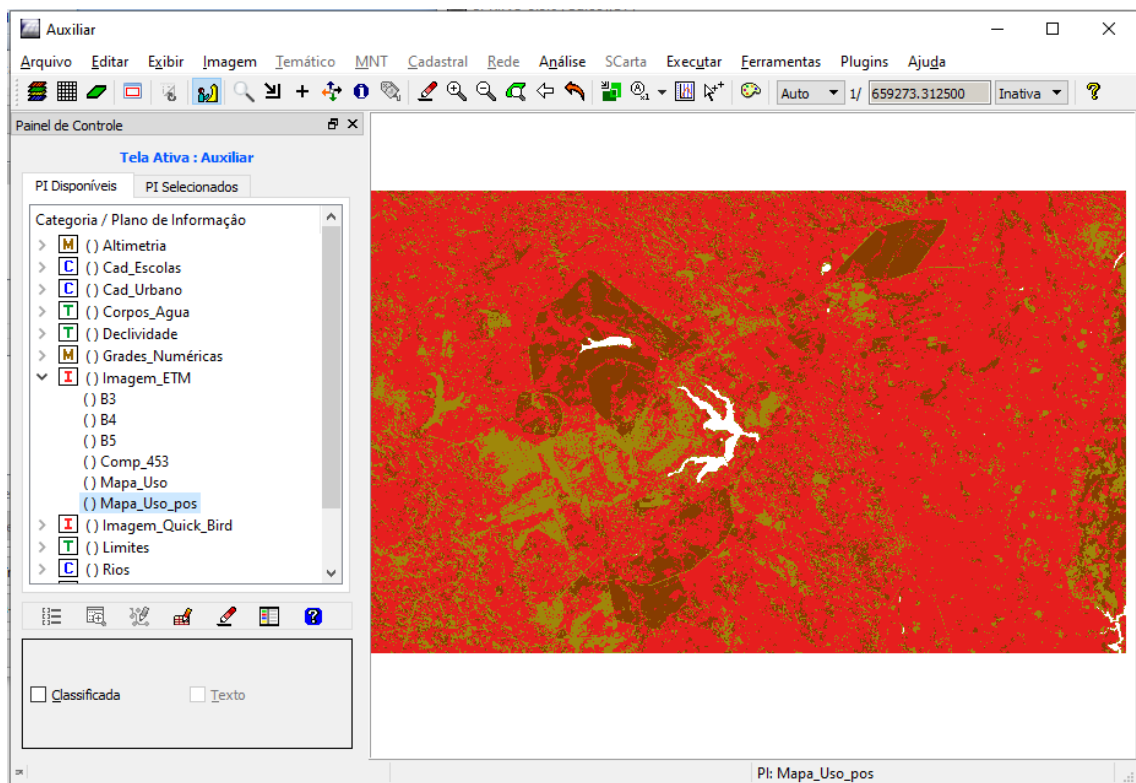 Auxiliar
Arquivo Editar Exibir Imagem Temático MNT Cadastral Rede Análise SCarta Executar Ferramentas Plugins Ajuda
Auto 1/ 659273.312500 Inativa
Painel de Controle
Tela Ativa : Auxiliar
PI Disponíveis PI Selecionados
Categoria / Plano de Informação
M () Altimetria
C () Cad_Escolas
C () Cad_Urbano
T () Corpos_Agua
T () Declividade
M () Grades_Numéricas
I () Imagem_ETM
() B3
() B4
() B5
() Comp_453
() Mapa_Uso
() Mapa_Uso_pos
I () Imagem_Quick_Bird
T () Limites
C () Rios
Classificada Texto
PI: Mapa_Uso_pos